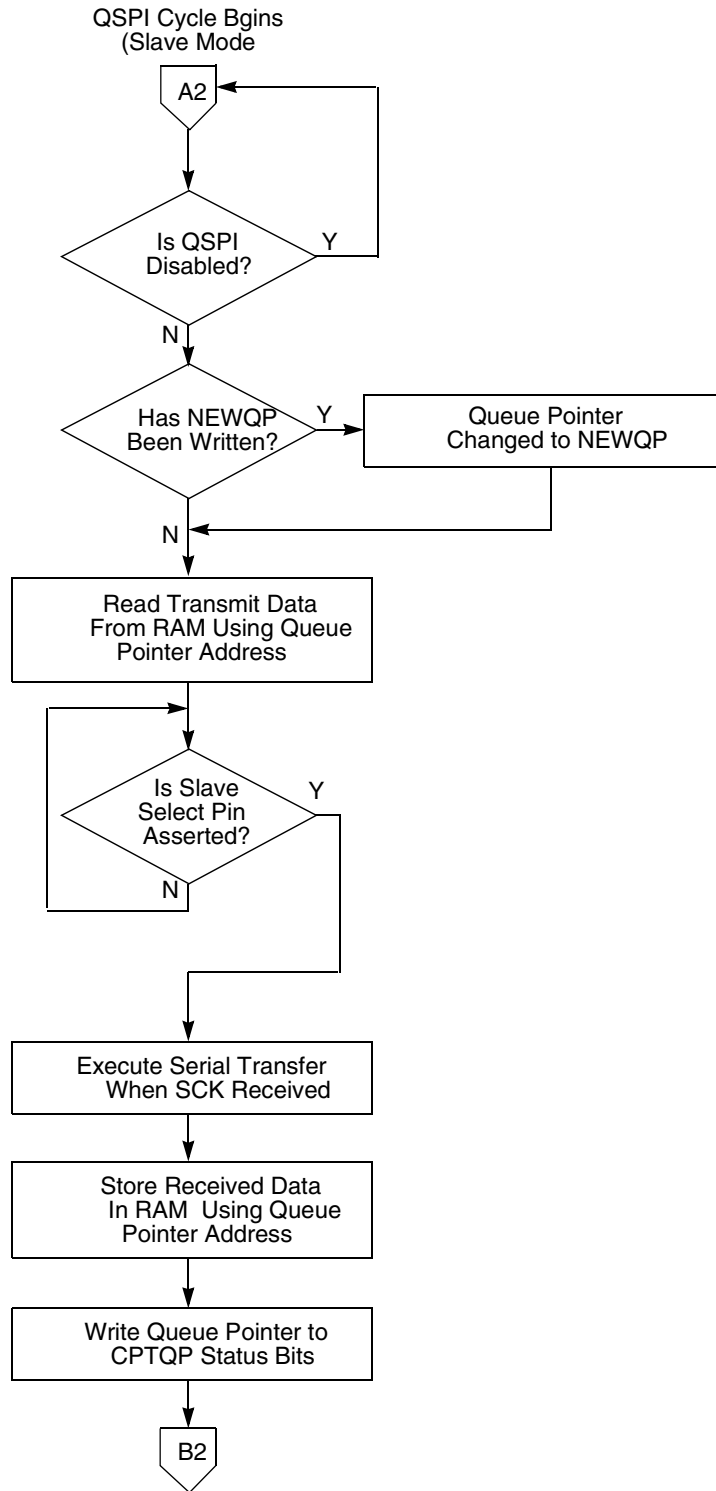 QSPI Cycle Bgins
(Slave Mode
A2
Is QSPI
Disabled?
Y
N
Has NEWQP
Been Written?
Y
Queue Pointer
Changed to NEWQP
N
Read Transmit Data
From RAM Using Queue
Pointer Address
Is Slave
Select Pin
Asserted?
Y
N
Execute Serial Transfer
When SCK Received
Store Received Data
In RAM Using Queue
Pointer Address
Write Queue Pointer to
CPTQP Status Bits
B2